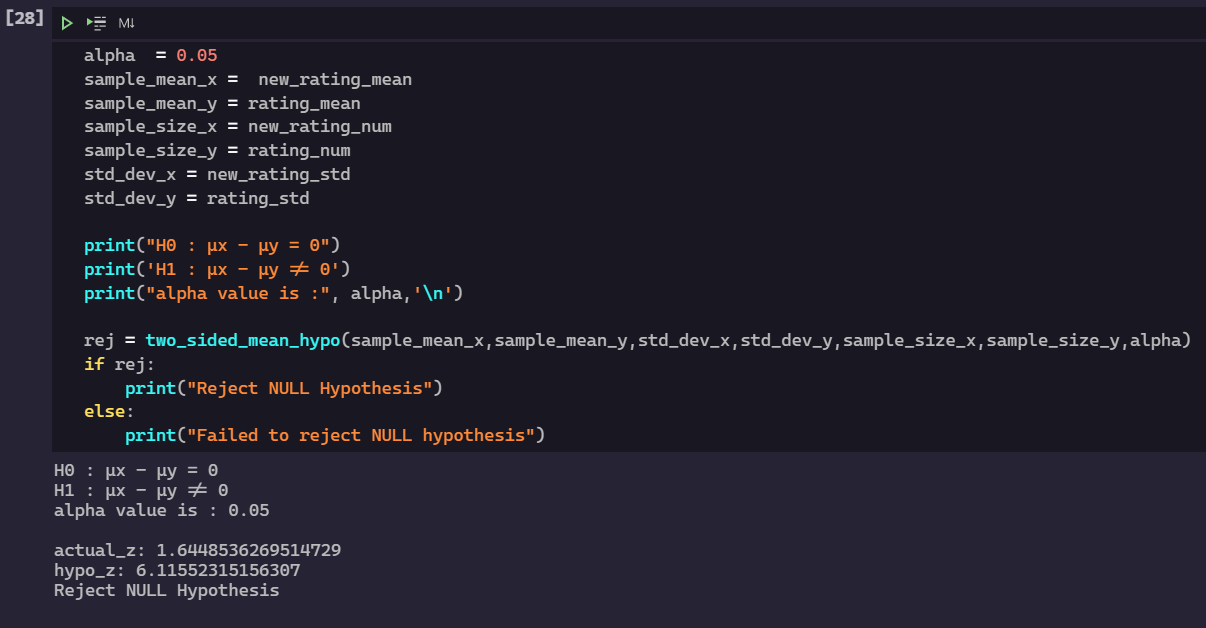 [28]
M↓
alpha  = 0.05
sample_mean_x =  new_rating_mean
sample_mean_y = rating_mean
sample_size_x = new_rating_num
sample_size_y = rating_num
std_dev_x = new_rating_std
std_dev_y = rating_std
print("H0 : μx - μy = 0")
print('H1 : μx - μy ≠ 0')
print("alpha value is :", alpha,'\n')
rej = two_sided_mean_hypo(sample_mean_x,sample_mean_y,std_dev_x,std_dev_y,sample_size_x,sample_size_y,alpha)
if rej:
    print("Reject NULL Hypothesis")
else:
    print("Failed to reject NULL hypothesis")
H0 : μx - μy = 0
H1 : μx - μy ≠ 0
alpha value is : 0.05
actual_z: 1.6448536269514729
hypo_z: 6.11552315156307
Reject NULL Hypothesis